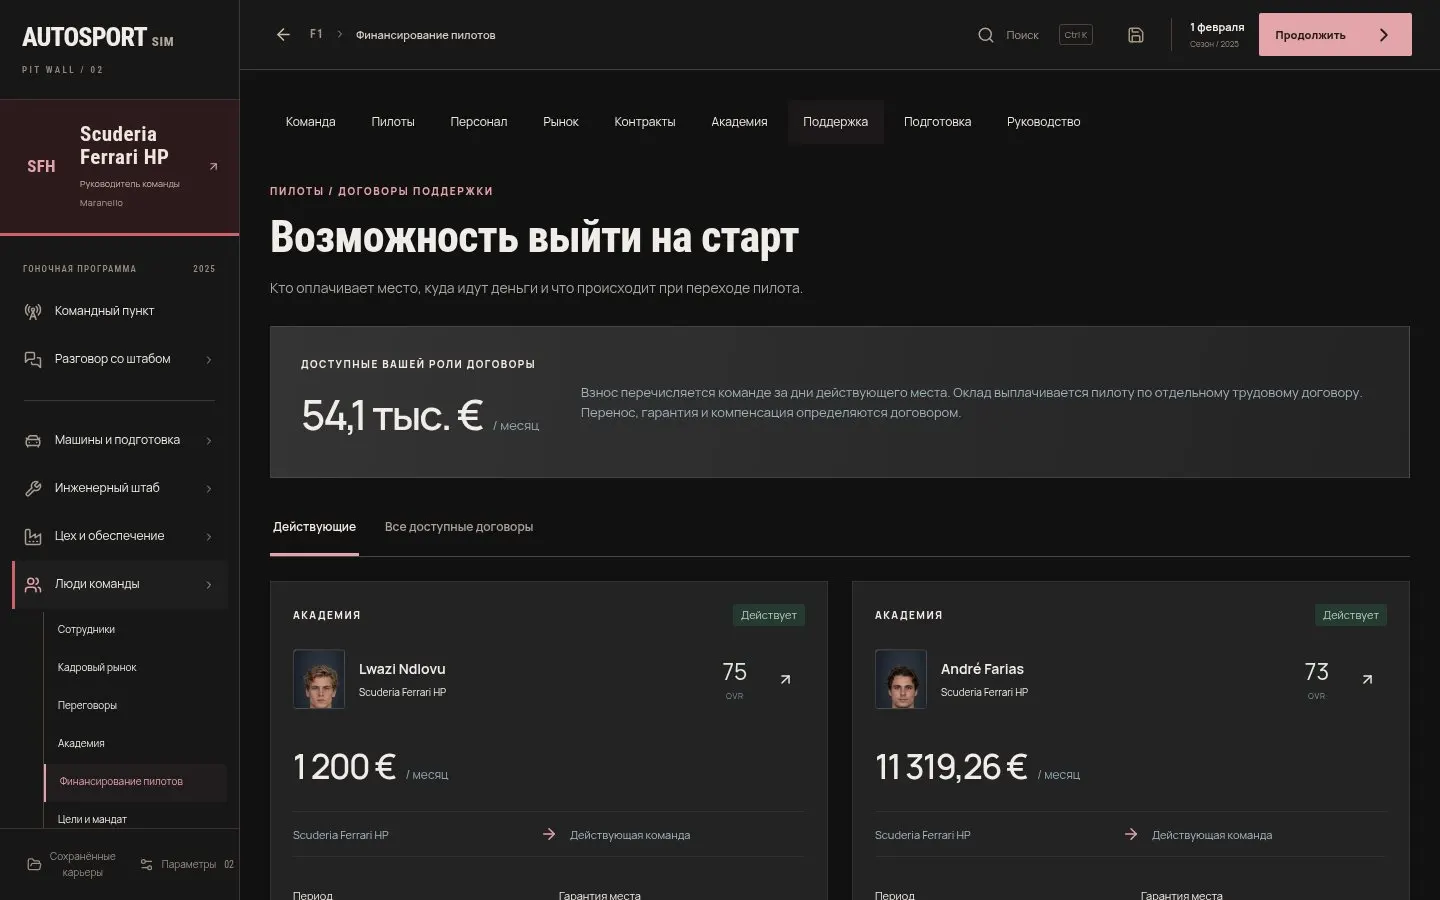 AUTOSPORT SIM
PIT WALL / 02
SFH
Scuderia
Ferrari HP
Руководитель команды
Maranello
ГОНОЧНАЯ ПРОГРАММА 2025
Командный пункт
Разговор со штабом
Машины и подготовка
Инженерный штаб
Цех и обеспечение
Люди команды
Сотрудники
Кадровый рынок
Переговоры
Академия
Финансирование пилотов
Цели и мандат
Сохранённые
карьеры
Параметры 02
F1 Финансирование пилотов
Поиск Ctrl K
1 февраля
Сезон / 2025
Продолжить
Команда Пилоты Персонал Рынок Контракты Академия Поддержка Подготовка Руководство
ПИЛОТЫ / ДОГОВОРЫ ПОДДЕРЖКИ
Возможность выйти на старт
Кто оплачивает место, куда идут деньги и что происходит при переходе пилота.
ДОСТУПНЫЕ ВАШЕЙ РОЛИ ДОГОВОРЫ
54,1 тыс. € / месяц
Взнос перечисляется команде за дни действующего места. Оклад выплачивается пилоту по отдельному трудовому договору.
Перенос, гарантия и компенсация определяются договором.
Действующие Все доступные договоры
АКАДЕМИЯ Действует
Lwazi Ndlovu
Scuderia Ferrari HP
75
OVR
1 200 € / месяц
Scuderia Ferrari HP Действующая команда
Период Гарантия места
АКАДЕМИЯ Действует
André Farias
Scuderia Ferrari HP
73
OVR
11 319,26 € / месяц
Scuderia Ferrari HP Действующая команда
Период Гарантия места